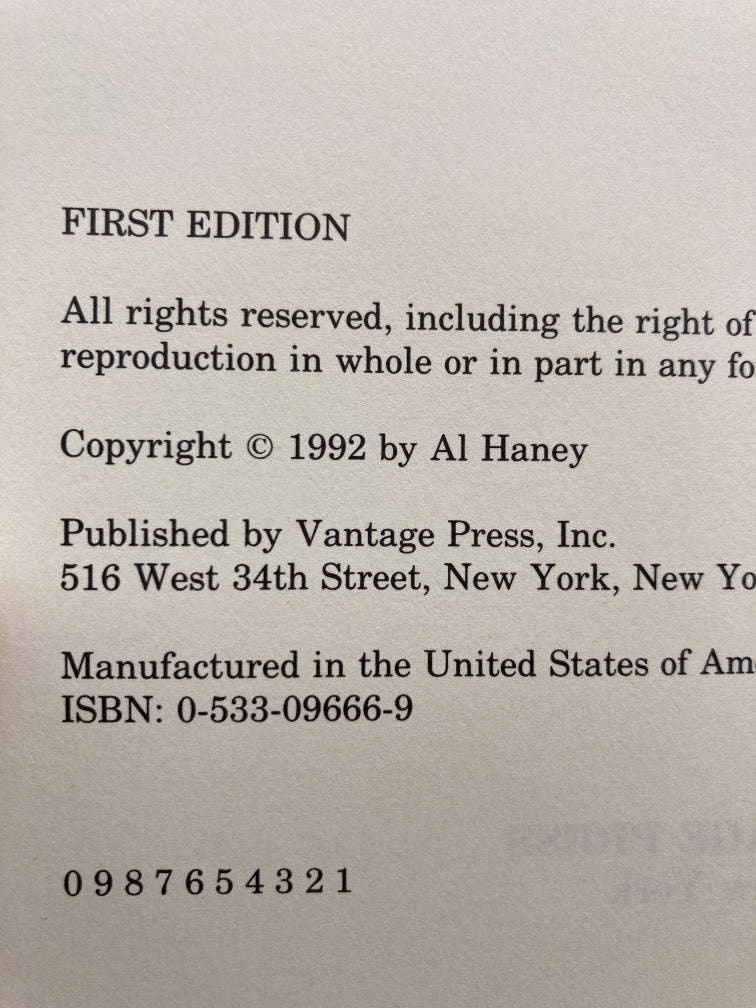 FIRST EDITION
All rights reserved, including the right of
reproduction in whole or in part in any fo
Copyright © 1992 by Al Haney
Published by Vantage Press, Inc.
516 West 34th Street, New York, New Yo
Manufactured in the United States of Am
ISBN: 0-533-09666-9
0 9 8 7 6 5 4 3 2 1